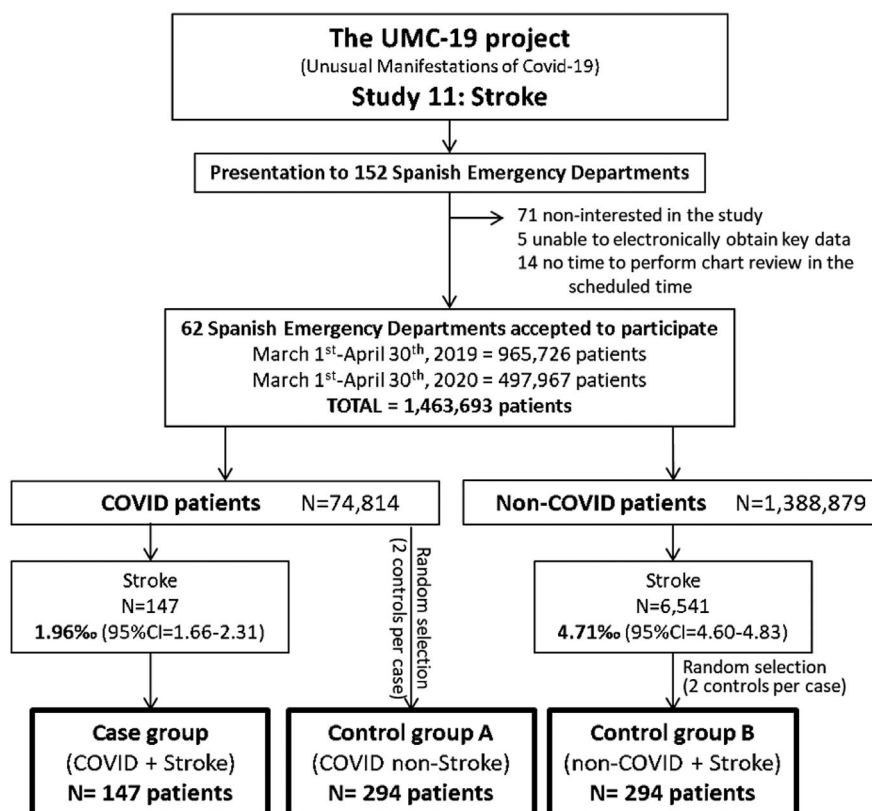 The UMC-19 project
(Unusual Manifestations of Covid-19)
Study 11: Stroke
Presentation to 152 Spanish Emergency Departments
71 non-interested in the study
5 unable to electronically obtain key data
14 no time to perform chart review in the
scheduled time
62 Spanish Emergency Departments accepted to participate
March 1st-April 30th, 2019 = 965,726 patients
March 1st-April 30th, 2020 = 497,967 patients
TOTAL = 1,463,693 patients
COVID patients N=74,814
Non-COVID patients N=1,388,879
Stroke
N=147
1.96‰ (95%CI=1.66-2.31)
Random selection
(2 controls per case)
Stroke
N=6,541
4.71‰ (95%CI=4.60-4.83)
Random selection
(2 controls per case)
Case group
(COVID + Stroke)
N= 147 patients
Control group A
(COVID non-Stroke)
N= 294 patients
Control group B
(non-COVID + Stroke)
N= 294 patients